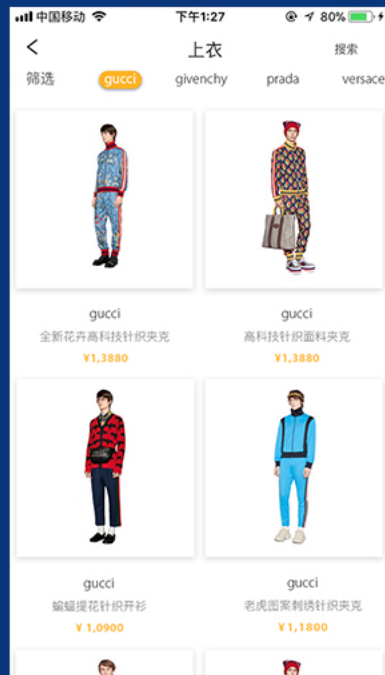 中国移动 下午1:27 80%
上衣 搜索
筛选 gucci givenchy prada versace
gucci gucci
全新花卉高科技针织夹克 高科技针织面料夹克
¥1,3880 ¥1,3880
gucci gucci
蝙蝠提花针织开衫 老虎图案刺绣针织夹克
¥ 1,0900 ¥1,1800